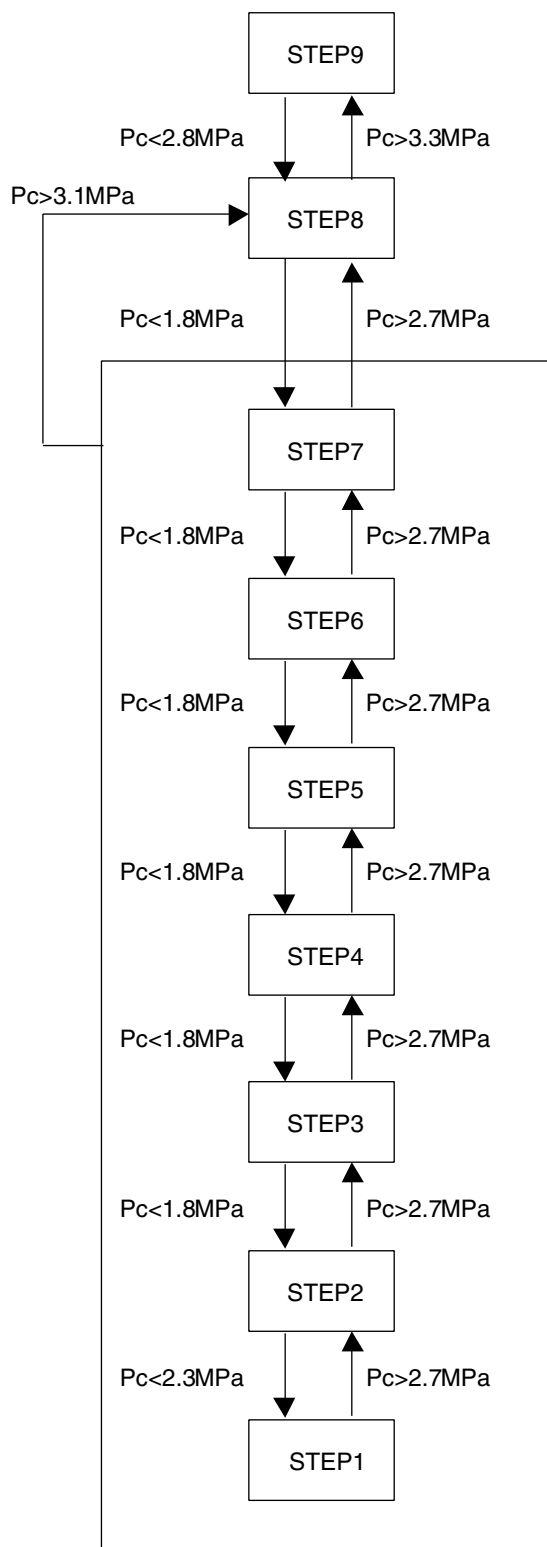 STEP9
Pc<2.8MPa Pc>3.3MPa
Pc>3.1MPa
STEP8
Pc<1.8MPa Pc>2.7MPa
STEP7
Pc<1.8MPa Pc>2.7MPa
STEP6
Pc<1.8MPa Pc>2.7MPa
STEP5
Pc<1.8MPa Pc>2.7MPa
STEP4
Pc<1.8MPa Pc>2.7MPa
STEP3
Pc<1.8MPa Pc>2.7MPa
STEP2
Pc<2.3MPa Pc>2.7MPa
STEP1